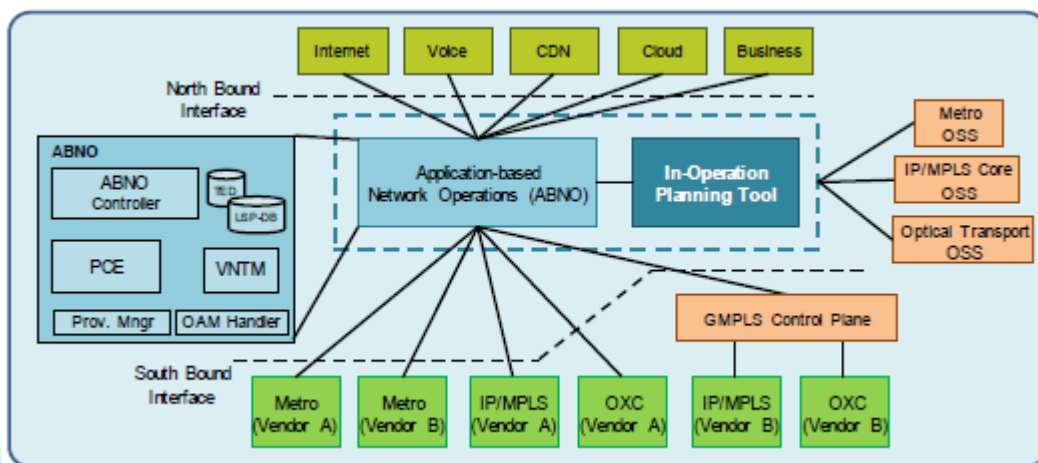 Internet
Voice
CDN
Cloud
Business
North Bound
Interface
ABNO
ABNO
Controller
TED
LSP-DB
PCE
VNTM
Prov. Mngr
OAM Handler
Application-based
Network Operations (ABNO)
In-Operation
Planning Tool
Metro
OSS
IP/MPLS Core
OSS
Optical Transport
OSS
GMPLS Control Plane
South Bound
Interface
Metro
(Vendor A)
Metro
(Vendor B)
IP/MPLS
(Vendor A)
OXC
(Vendor A)
IP/MPLS
(Vendor B)
OXC
(Vendor B)